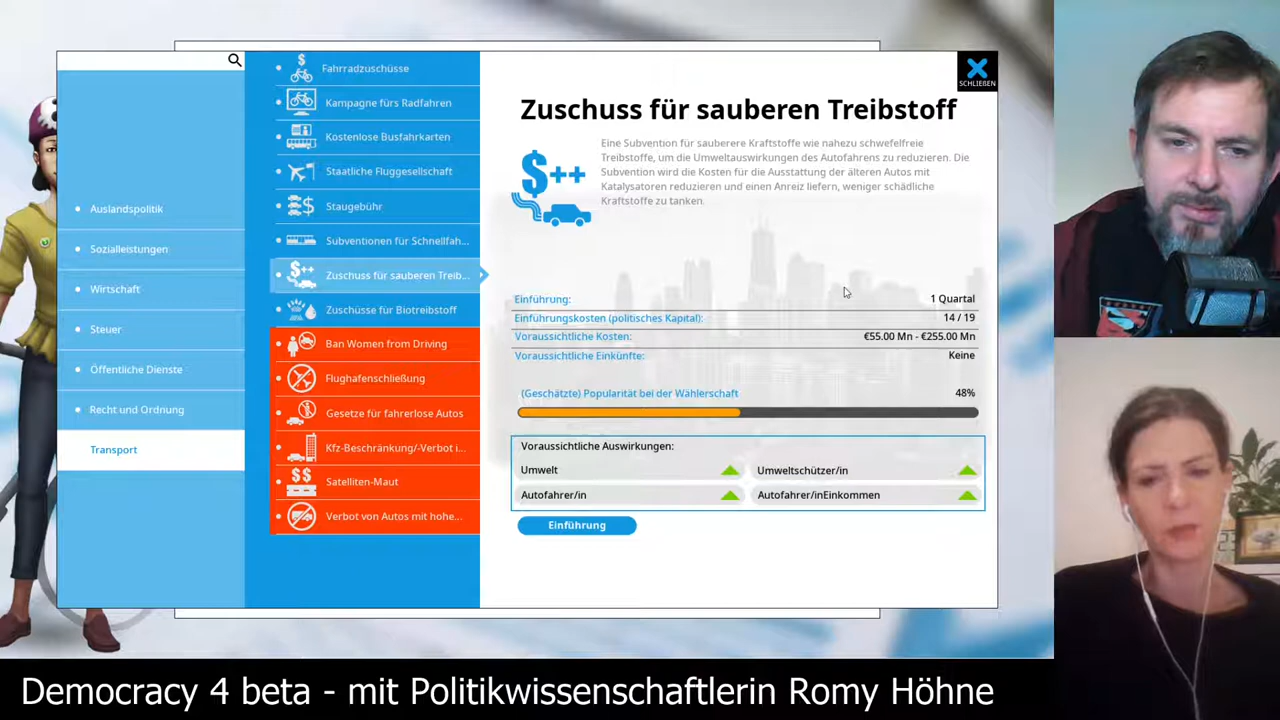 SCHLIEßEN
Auslandspolitik
Sozialleistungen
Wirtschaft
Steuer
Öffentliche Dienste
Recht und Ordnung
Transport
Fahrradzuschüsse
Kampagne fürs Radfahren
Kostenlose Busfahrkarten
Staatliche Fluggesellschaft
Staugebühr
Subventionen für Schnellfah...
Zuschuss für sauberen Treib...
Zuschüsse für Biotreibstoff
Ban Women from Driving
Flughafenschließung
Gesetze für fahrerlose Autos
Kfz-Beschränkung/-Verbot i...
Satelliten-Maut
Verbot von Autos mit hohe...
Zuschuss für sauberen Treibstoff
Eine Subvention für sauberere Kraftstoffe wie nahezu schwefelfreie
Treibstoffe, um die Umweltauswirkungen des Autofahrens zu reduzieren. Die
Subvention wird die Kosten für die Ausstattung der älteren Autos mit
Katalysatoren reduzieren und einen Anreiz liefern, weniger schädliche
Kraftstoffe zu tanken.
Einführung: 1 Quartal
Einführungskosten (politisches Kapital): 14 / 19
Voraussichtliche Kosten: €55.00 Mn - €255.00 Mn
Voraussichtliche Einkünfte: Keine
(Geschätzte) Popularität bei der Wählerschaft 48%
Voraussichtliche Auswirkungen:
Umwelt Umweltschützer/in
Autofahrer/in Autofahrer/inEinkommen
Einführung
Democracy 4 beta - mit Politikwissenschaftlerin Romy Höhne